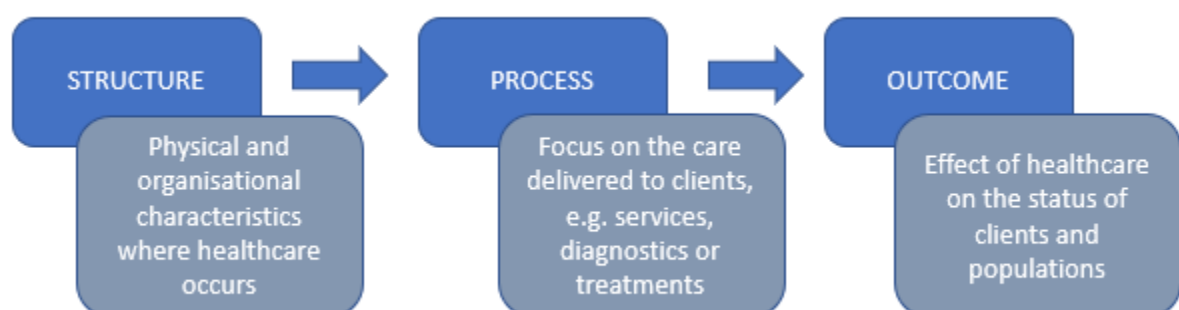 STRUCTURE
Physical and
organisational
characteristics
where healthcare
occurs
PROCESS
Focus on the care
delivered to clients,
e.g. services,
diagnostics or
treatments
OUTCOME
Effect of healthcare
on the status of
clients and
populations